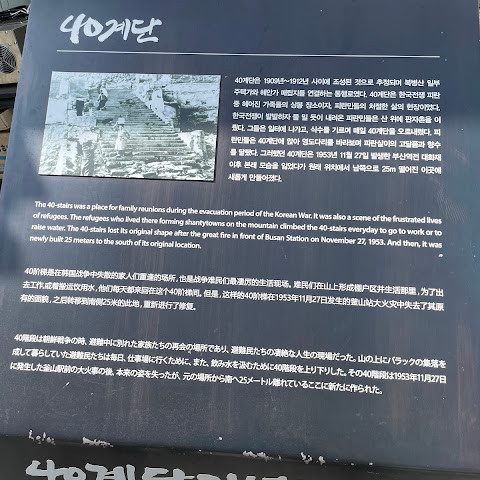 40계단
40계단은 1909년~1912년 사이에 조성된 것으로 추정되며 복병산 일부
주택가와 해안가 매립지를 연결하는 통행로였다. 40계단은 한국전쟁 피란
중 헤어진 가족들의 상봉 장소이자, 피란민들의 처절한 삶의 현장이었다.
한국전쟁이 발발하자 물 밀 듯이 내려온 피란민들은 산 위에 판자촌을 이
뤘다. 그들은 일터에 나가고, 식수를 기르며 매일 40계단을 오르내렸다. 피
란민들은 40계단에 앉아 영도다리를 바라보며 피란살이의 고달픔과 향수
를 달랬다. 그러했던 40계단은 1953년 11월 27일 발생한 부산역전 대화재
이후 본래 모습을 잃었다가 원래 위치에서 남쪽으로 25m 떨어진 이곳에
새롭게 만들어졌다.
The 40-stairs was a place for family reunions during the evacuation period of the Korean War. It was also a scene of the frustrated lives
of refugees. The refugees who lived there forming shantytowns on the mountain climbed the 40-stairs everyday to go to work or to
raise water. The 40-stairs lost its original shape after the great fire in front of Busan Station on November 27, 1953. And then, it was
newly built 25 meters to the south of its original location.
40阶梯是在韩国战争中失散的家人们重逢的场所，也是战争难民们最凄厉的生活现场。难民们在山上形成棚户区并生活那里，为了出
去工作或着搬运饮用水，他们每天都来回在这个40阶梯间。但是，这样的40阶梯在1953年11月27日发生的釜山站大火灾中失去了其原
有的面貌，之后转移到南侧25米的此地，重新进行了修复。
40階段は朝鮮戦争の時、避難中に別れた家族たちの再会の場所であり、避難民たちの凄絶な人生の現場だった。山の上にバラックの集落を
成して暮らしていた避難民たちは毎日、仕事場に行くために、また、飲み水を汲むために40階段を上り下りした。その40階段は1953年11月27日
に発生した釜山駅前の大火事の後、本来の姿を失ったが、元の場所から南へ25メートル離れているここに新たに作られた。
40계단